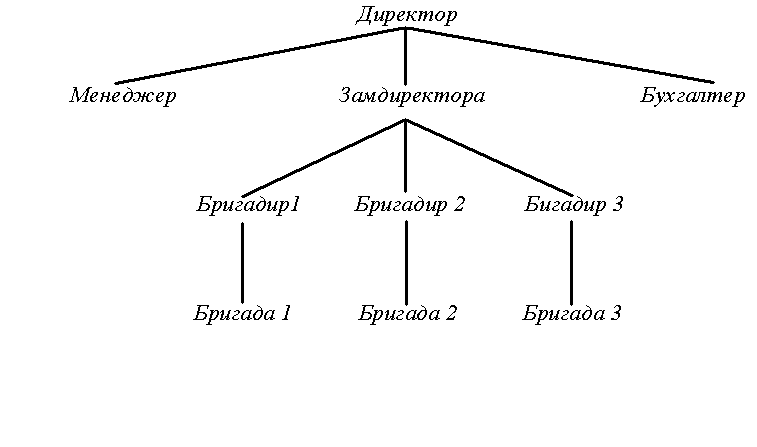 Директор
Менеджер Замдиректора Бухгалтер
Бригадир1 Бригадир 2 Бигадир 3
Бригада 1 Бригада 2 Бригада 3